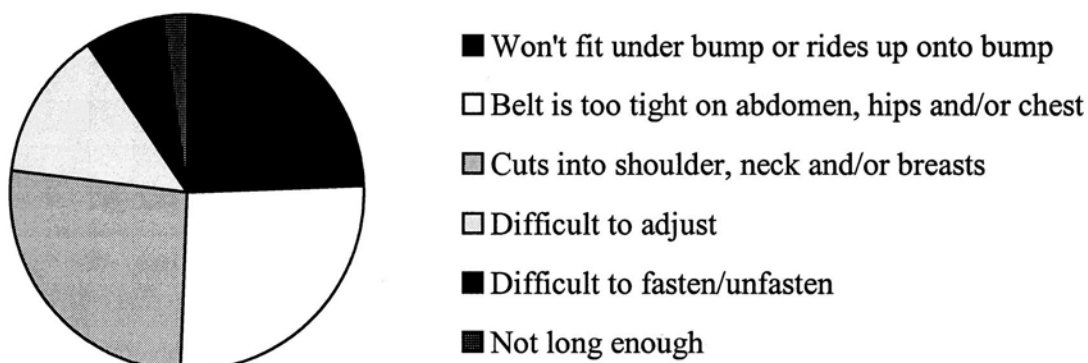 Won't fit under bump or rides up onto bump
Belt is too tight on abdomen, hips and/or chest
Cuts into shoulder, neck and/or breasts
Difficult to adjust
Difficult to fasten/unfasten
Not long enough